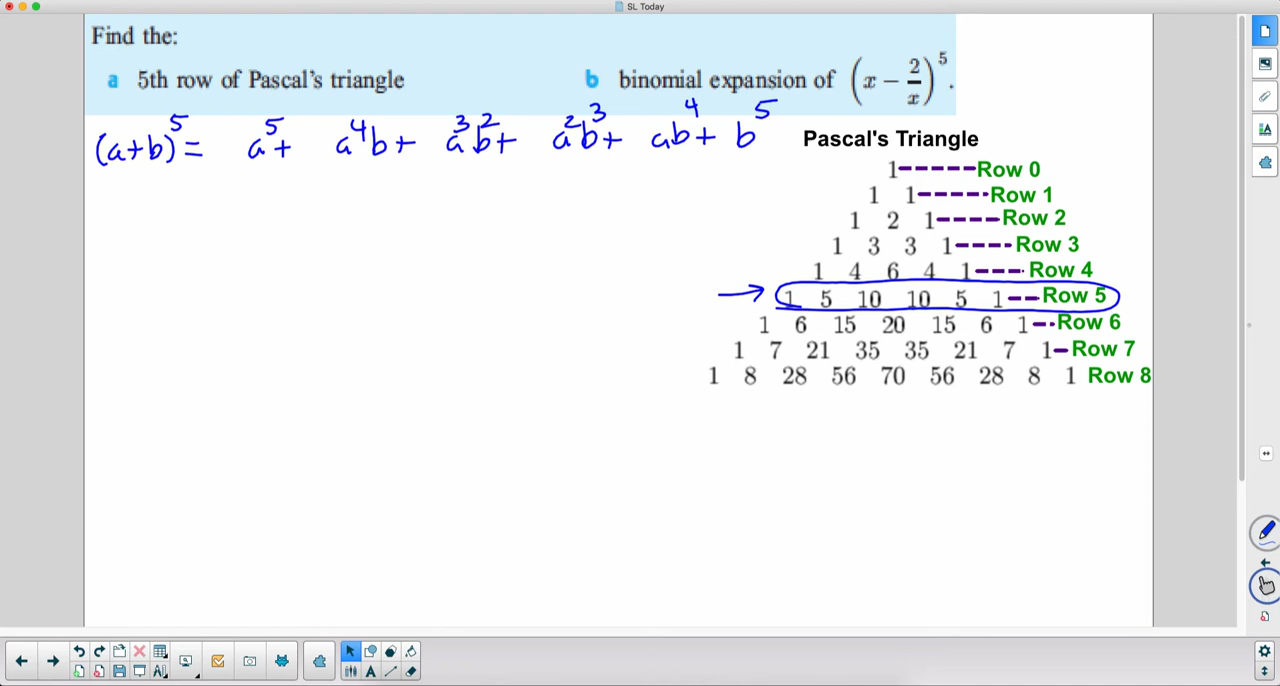 SL Today
Find the:
a 5th row of Pascal's triangle b binomial expansion of (x − 2/x)^5.
(a+b)^5 = a^5 + a^4b + a^3b^2 + a^2b^3 + ab^4 + b^5
Pascal's Triangle
1 Row 0
1 1 Row 1
1 2 1 Row 2
1 3 3 1 Row 3
1 4 6 4 1 Row 4
1 5 10 10 5 1 Row 5
1 6 15 20 15 6 1 Row 6
1 7 21 35 35 21 7 1 Row 7
1 8 28 56 70 56 28 8 1 Row 8